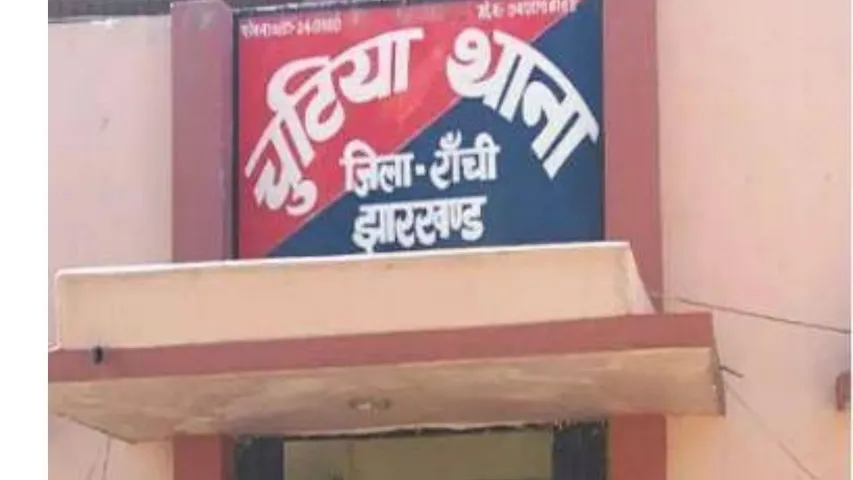 चुटिया थाना
जिला - राँची
झारखण्ड